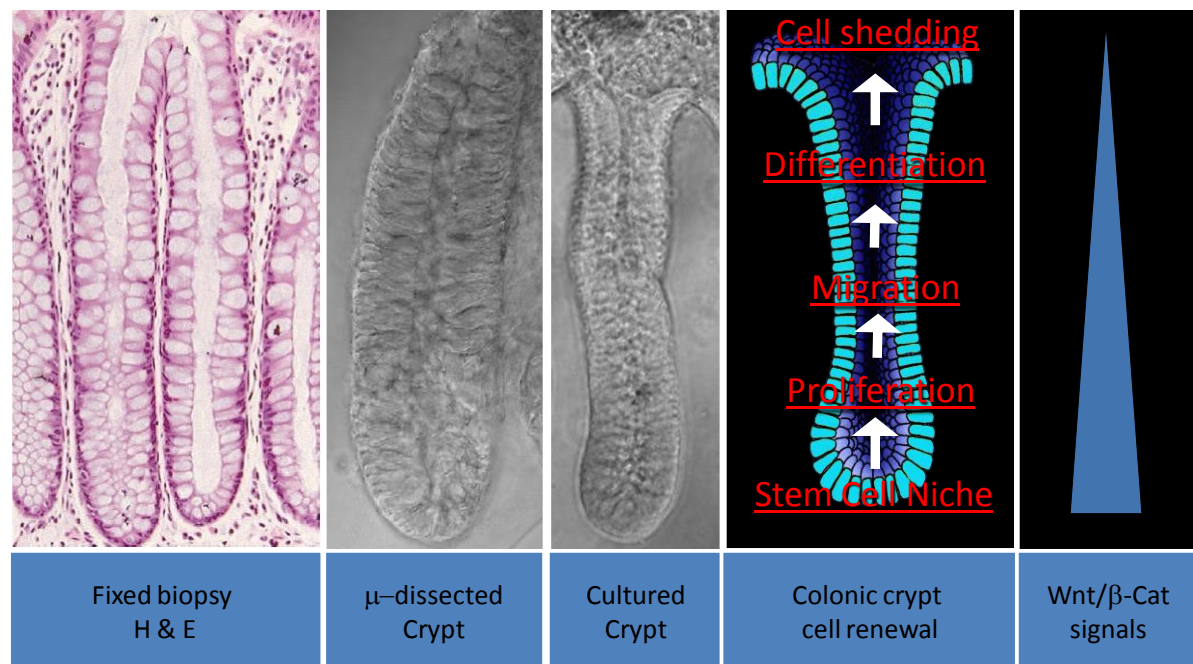 Cell shedding
Differentiation
Migration
Proliferation
Stem Cell Niche
Fixed biopsy
H & E
μ–dissected
Crypt
Cultured
Crypt
Colonic crypt
cell renewal
Wnt/β-Cat
signals